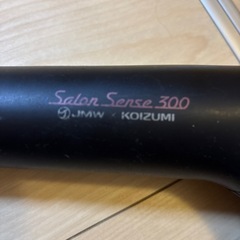 Salon Sense 300
JMW × KOIZUMI